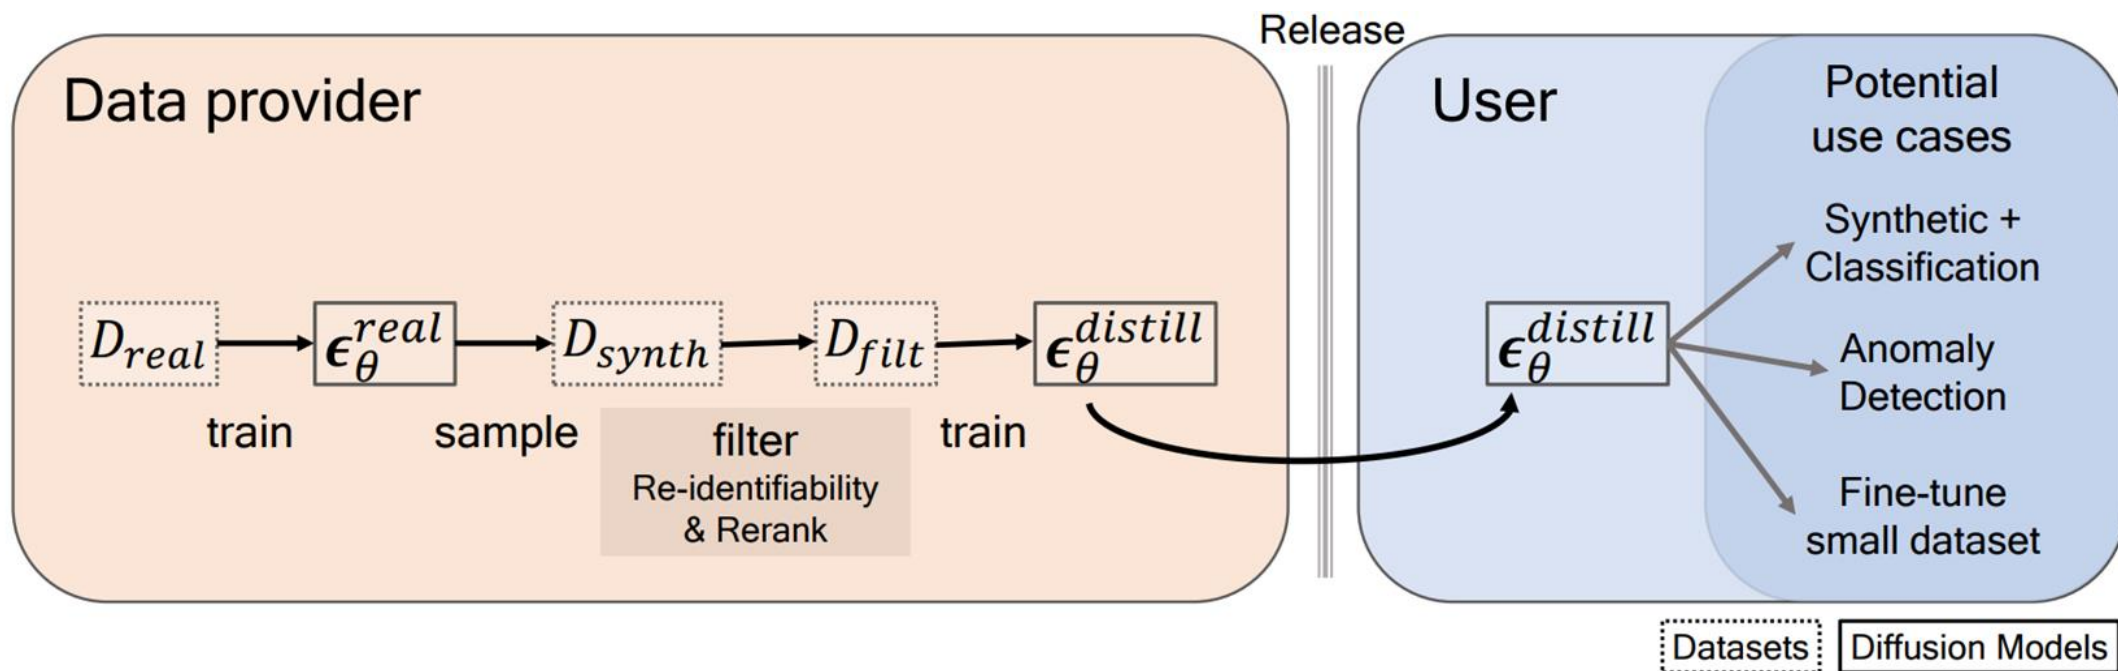 Release
Data provider
D_real
ϵ_θ^real
D_synth
D_filt
ϵ_θ^distill
train
sample
filter
Re-identifiability
& Rerank
train
User
ϵ_θ^distill
Potential
use cases
Synthetic +
Classification
Anomaly
Detection
Fine-tune
small dataset
Datasets
Diffusion Models